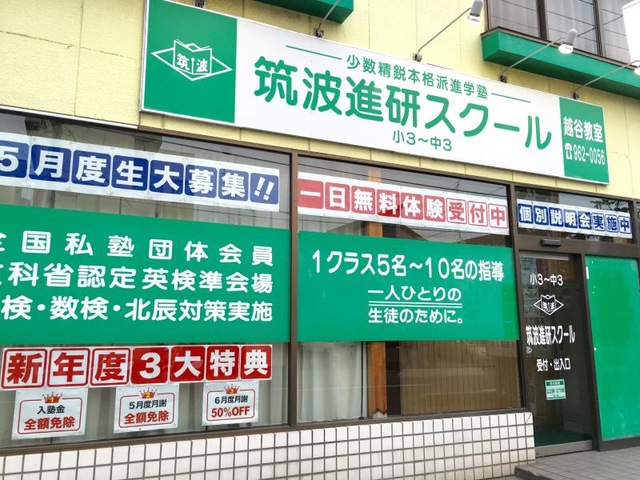 筑波
少数精鋭本格派進学塾
筑波進研スクール
小3〜中3
越谷教室
☎962-0056
5月度生大募集!!
一日無料体験受付中
個別説明会実施中
全国私塾団体会員
文科省認定英検準会場
検・数検・北辰対策実施
1クラス5名〜10名の指導
一人ひとりの
生徒のために。
小3〜中3
筑波進研スクール
受付・出入口
新年度3大特典
入塾金
全額免除
5月度月謝
全額免除
6月度月謝
50%OFF